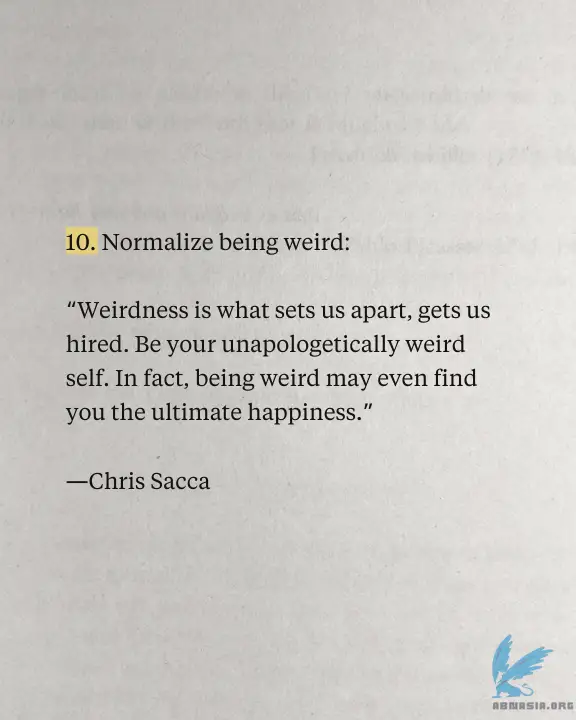 10. Normalize being weird:
“Weirdness is what sets us apart, gets us
hired. Be your unapologetically weird
self. In fact, being weird may even find
you the ultimate happiness.”
—Chris Sacca
ABMASIA.ORG